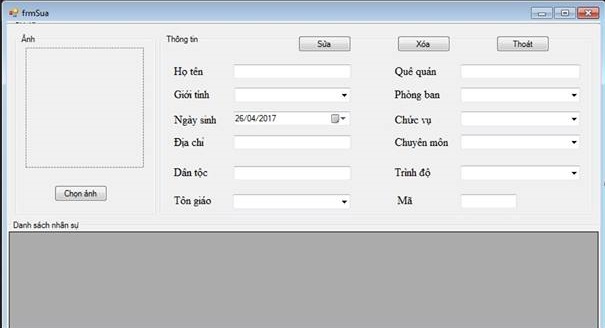 frmSua
Ảnh
Thông tin
Sửa
Xóa
Thoát
Họ tên
Quê quán
Giới tính
Phòng ban
Ngày sinh
26/04/2017
Chức vụ
Địa chỉ
Chuyên môn
Dân tộc
Trình độ
Chọn ảnh
Tôn giáo
Mã
Danh sách nhân sự